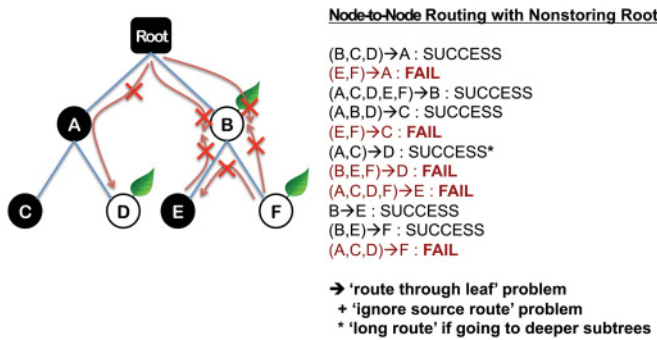 Root
A
B
C
D
E
F
Node-to-Node Routing with Nonstoring Root
(B,C,D)→A : SUCCESS
(E,F)→A : FAIL
(A,C,D,E,F)→B : SUCCESS
(A,B,D)→C : SUCCESS
(E,F)→C : FAIL
(A,C)→D : SUCCESS*
(B,E,F)→D : FAIL
(A,C,D,F)→E : FAIL
B→E : SUCCESS
(B,E)→F : SUCCESS
(A,C,D)→F : FAIL
➔ 'route through leaf' problem
+ 'ignore source route' problem
* 'long route' if going to deeper subtrees